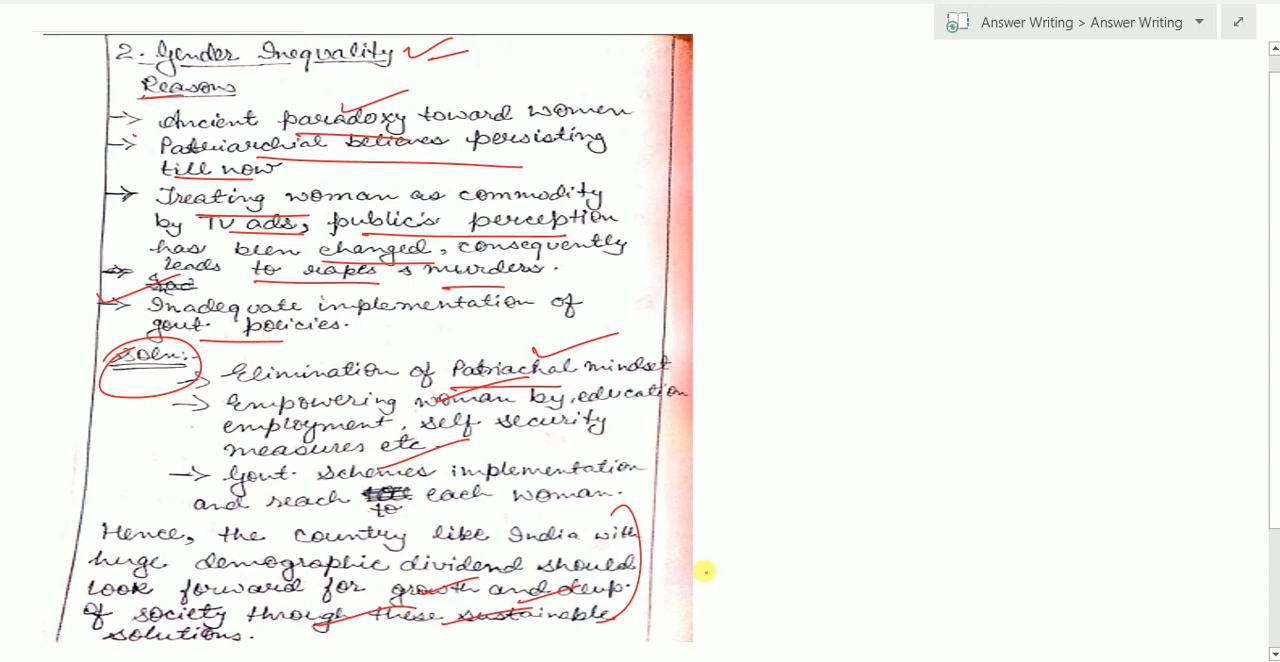 Answer Writing > Answer Writing
2. Gender Inequality
Reasons
→ Ancient paradoxy toward women
→ Patriarchial believes persisting
till now
→ Treating woman as commodity
by TV ads, public's perception
has been changed, consequently
→ leads to rapes & murders.
→ Inadequate implementation of
govt. policies.
Soln:-
→ Elimination of Patriachal mindset
→ Empowering woman by, education
employment, self security
measures etc.
→ Govt. schemes implementation
and reach to each woman.
Hence, the country like India with
huge demographic dividend should
look forward for growth and devp.
of society through these sustainable
solutions.